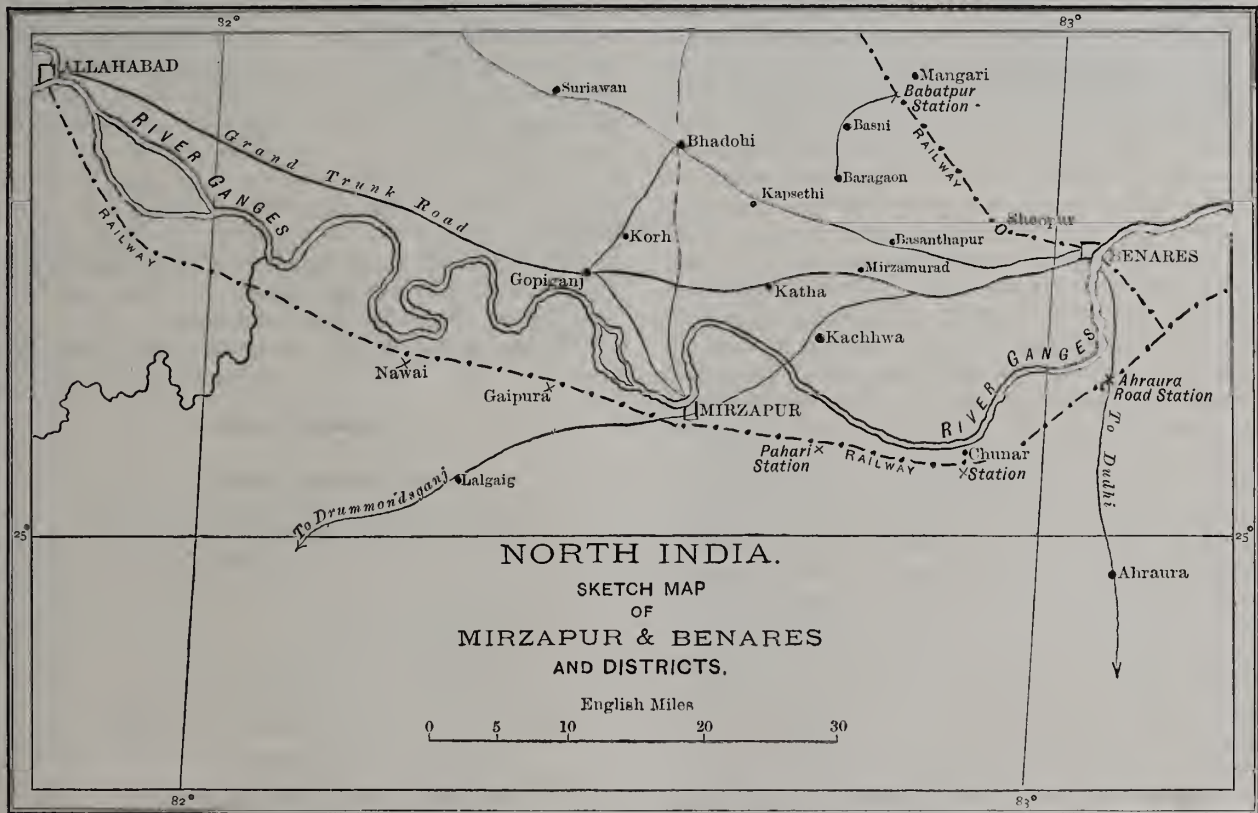 82°
83°
ALLAHABAD
Suriawan
Mangari
Babatpur
Station -
RIVER GANGES
Grand Trunk Road
Basni
RAILWAY
Bhadohi
Baragaon
Kapsethi
Sheopur
RAILWAY
Korh
Basanthapur
BENARES
Gopiganj
Mirzamurad
Katha
Kachhwa
RIVER GANGES
Nawai
Gaipura
Ahraura
Road Station
MIRZAPUR
To Dudhi
Pahari
Station
RAILWAY
Chunar
Station
Lalgaig
To Drummondsganj
25°
25°
NORTH INDIA.
SKETCH MAP
OF
MIRZAPUR & BENARES
AND DISTRICTS.
Ahraura
English Miles
0 5 10 20 30
82°
83°